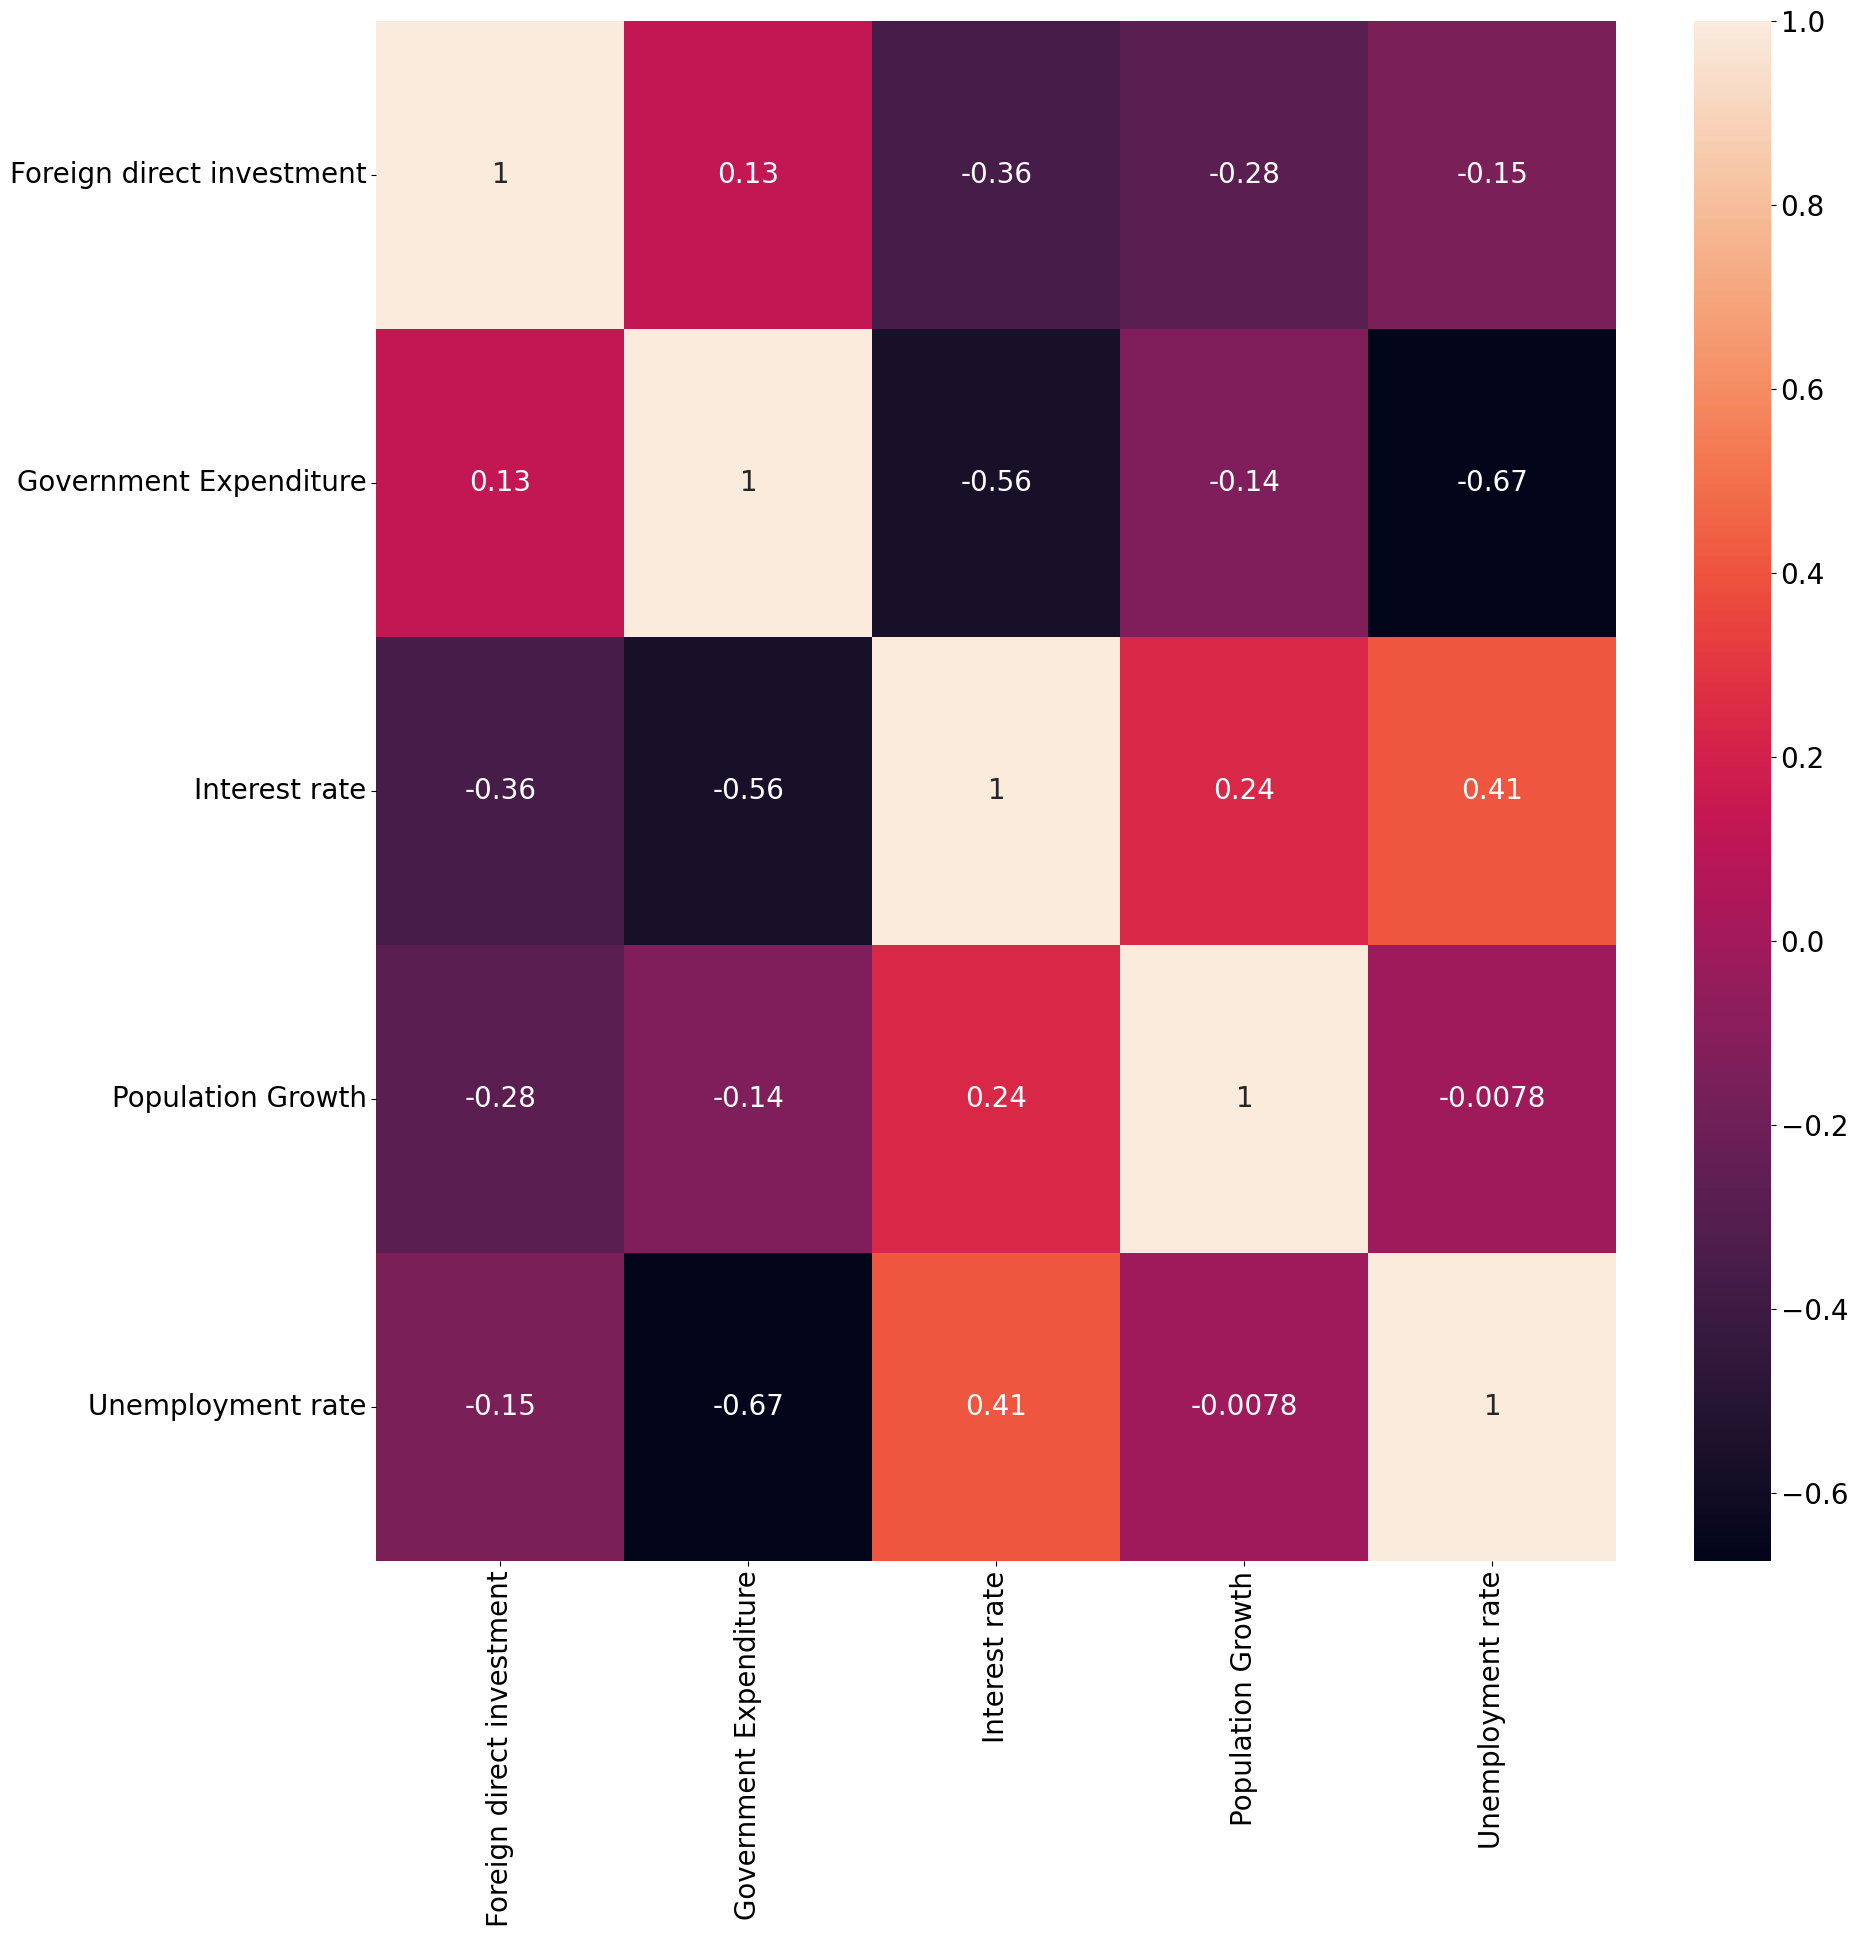 Foreign direct investment
1 0.13 -0.36 -0.28 -0.15
Government Expenditure
0.13 1 -0.56 -0.14 -0.67
Interest rate
-0.36 -0.56 1 0.24 0.41
Population Growth
-0.28 -0.14 0.24 1 -0.0078
Unemployment rate
-0.15 -0.67 0.41 -0.0078 1
Foreign direct investment
Government Expenditure
Interest rate
Population Growth
Unemployment rate
1.0
0.8
0.6
0.4
0.2
0.0
−0.2
−0.4
−0.6